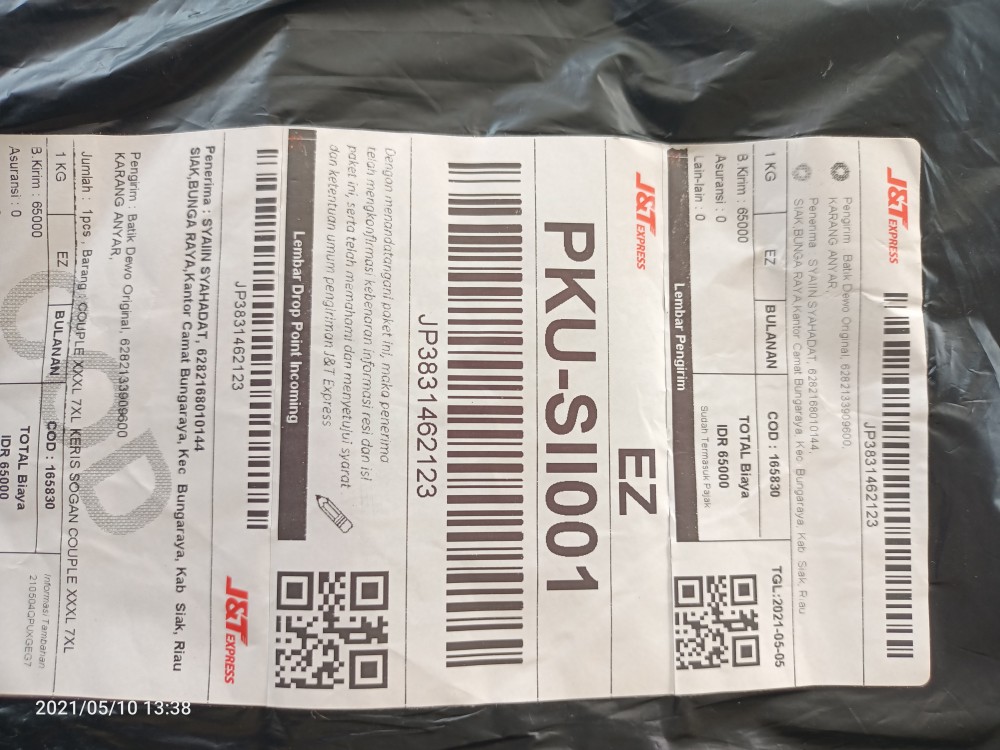 J&T EXPRESS
JP3831462123
Pengirim : Batik Dewo Original, 6282133909600,
KARANG ANYAR,
Penerima : SYAIIN SYAHADAT, 6282168010144,
SIAK,BUNGA RAYA,Kantor Camat Bungaraya, Kec Bungaraya, Kab Siak, Riau
1 KG
EZ
BULANAN
COD : 165830
TGL:2021-05-05
B.Kirim : 65000
Asuransi : 0
Lain-lain : 0
TOTAL Biaya
IDR 65000
Sudah Termasuk Pajak
Lembar Pengirim
J&T EXPRESS
EZ
PKU-SII001
JP3831462123
Dengan menandatangani paket ini, maka penerima
telah mengkonfirmasi kebenaran informasi resi dan isi
paket ini, serta telah memahami dan menyetujui syarat
dan ketentuan umum pengiriman J&T Express
Lembar Drop Point Incoming
JP3831462123
J&T EXPRESS
Penerima : SYAIIN SYAHADAT, 6282168010144
SIAK,BUNGA RAYA,Kantor Camat Bungaraya, Kec Bungaraya, Kab Siak, Riau
Pengirim : Batik Dewo Original, 6282133909600
KARANG ANYAR,
Jumlah : 1pcs , Barang : COUPLE XXXL 7XL KERIS SOGAN COUPLE XXXL 7XL
1 KG
EZ
BULANAN
COD : 165830
Informasi Tambahan
210504QPUKGEG7
B.Kirim : 65000
Asuransi : 0
TOTAL Biaya
IDR 65000
COD
2021/05/10 13:38